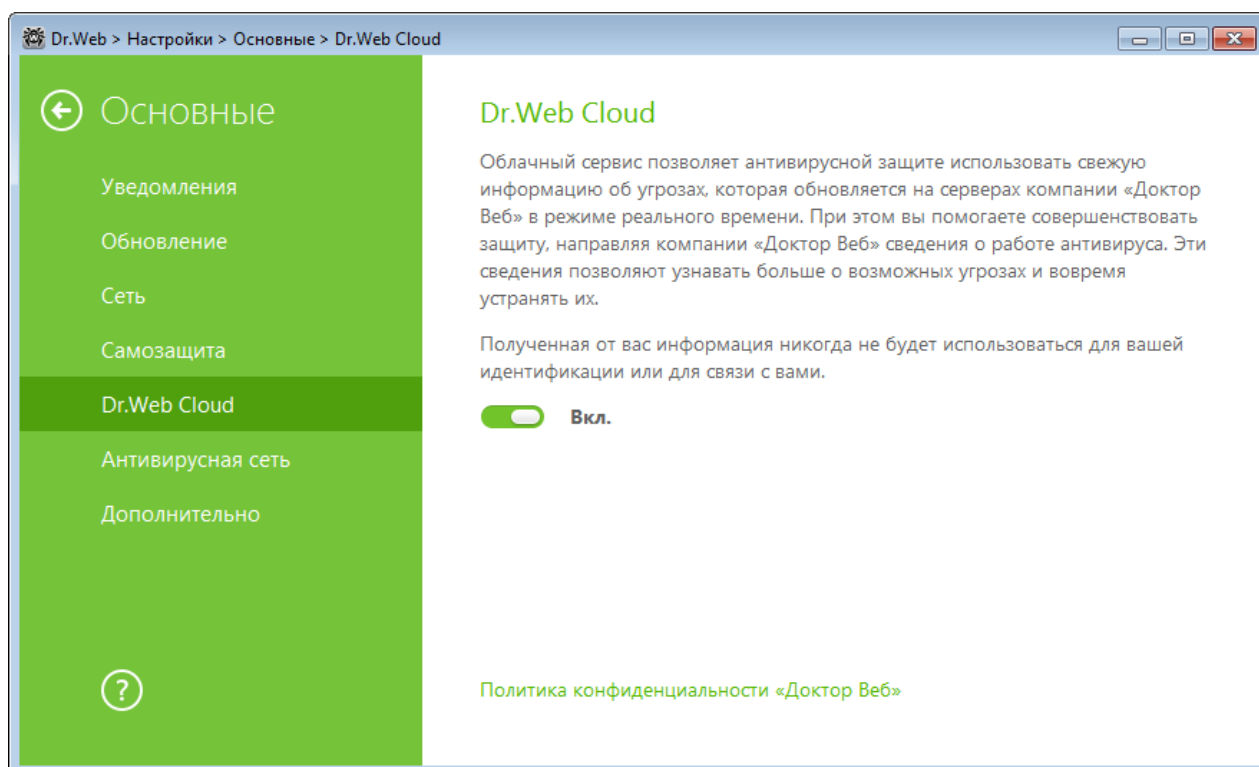 Dr.Web > Настройки > Основные > Dr.Web Cloud
Основные
Уведомления
Обновление
Сеть
Самозащита
Dr.Web Cloud
Антивирусная сеть
Дополнительно
?
Dr.Web Cloud
Облачный сервис позволяет антивирусной защите использовать свежую
информацию об угрозах, которая обновляется на серверах компании «Доктор
Веб» в режиме реального времени. При этом вы помогаете совершенствовать
защиту, направляя компании «Доктор Веб» сведения о работе антивируса. Эти
сведения позволяют узнавать больше о возможных угрозах и вовремя
устранять их.
Полученная от вас информация никогда не будет использоваться для вашей
идентификации или для связи с вами.
Вкл.
Политика конфиденциальности «Доктор Веб»